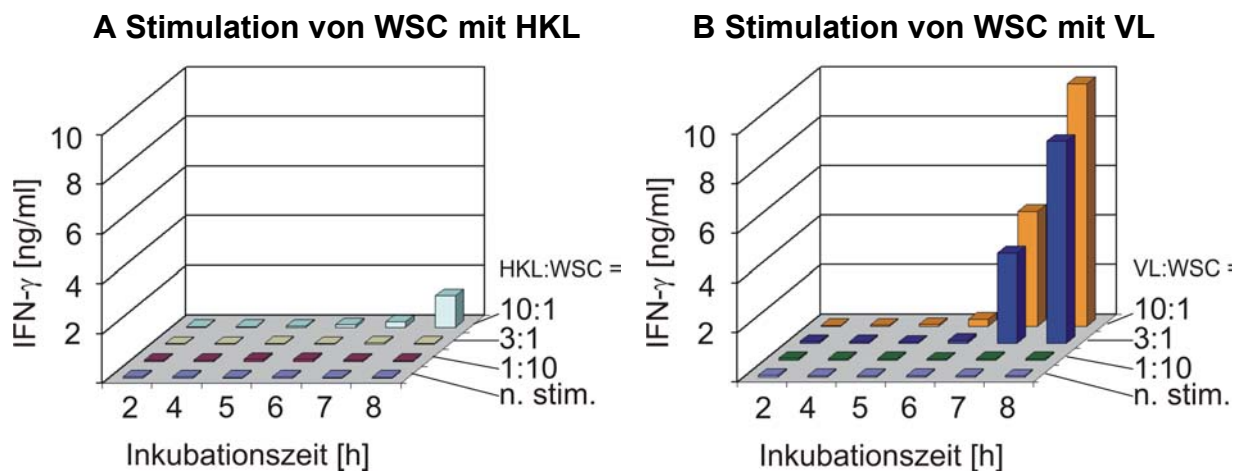 A Stimulation von WSC mit HKL
10
8
6
4
2
IFN-γ [ng/ml]
HKL:WSC =
10:1
3:1
1:10
n. stim.
2 4 5 6 7 8
Inkubationszeit [h]
B Stimulation von WSC mit VL
10
8
6
4
2
IFN-γ [ng/ml]
VL:WSC =
10:1
3:1
1:10
n. stim.
2 4 5 6 7 8
Inkubationszeit [h]